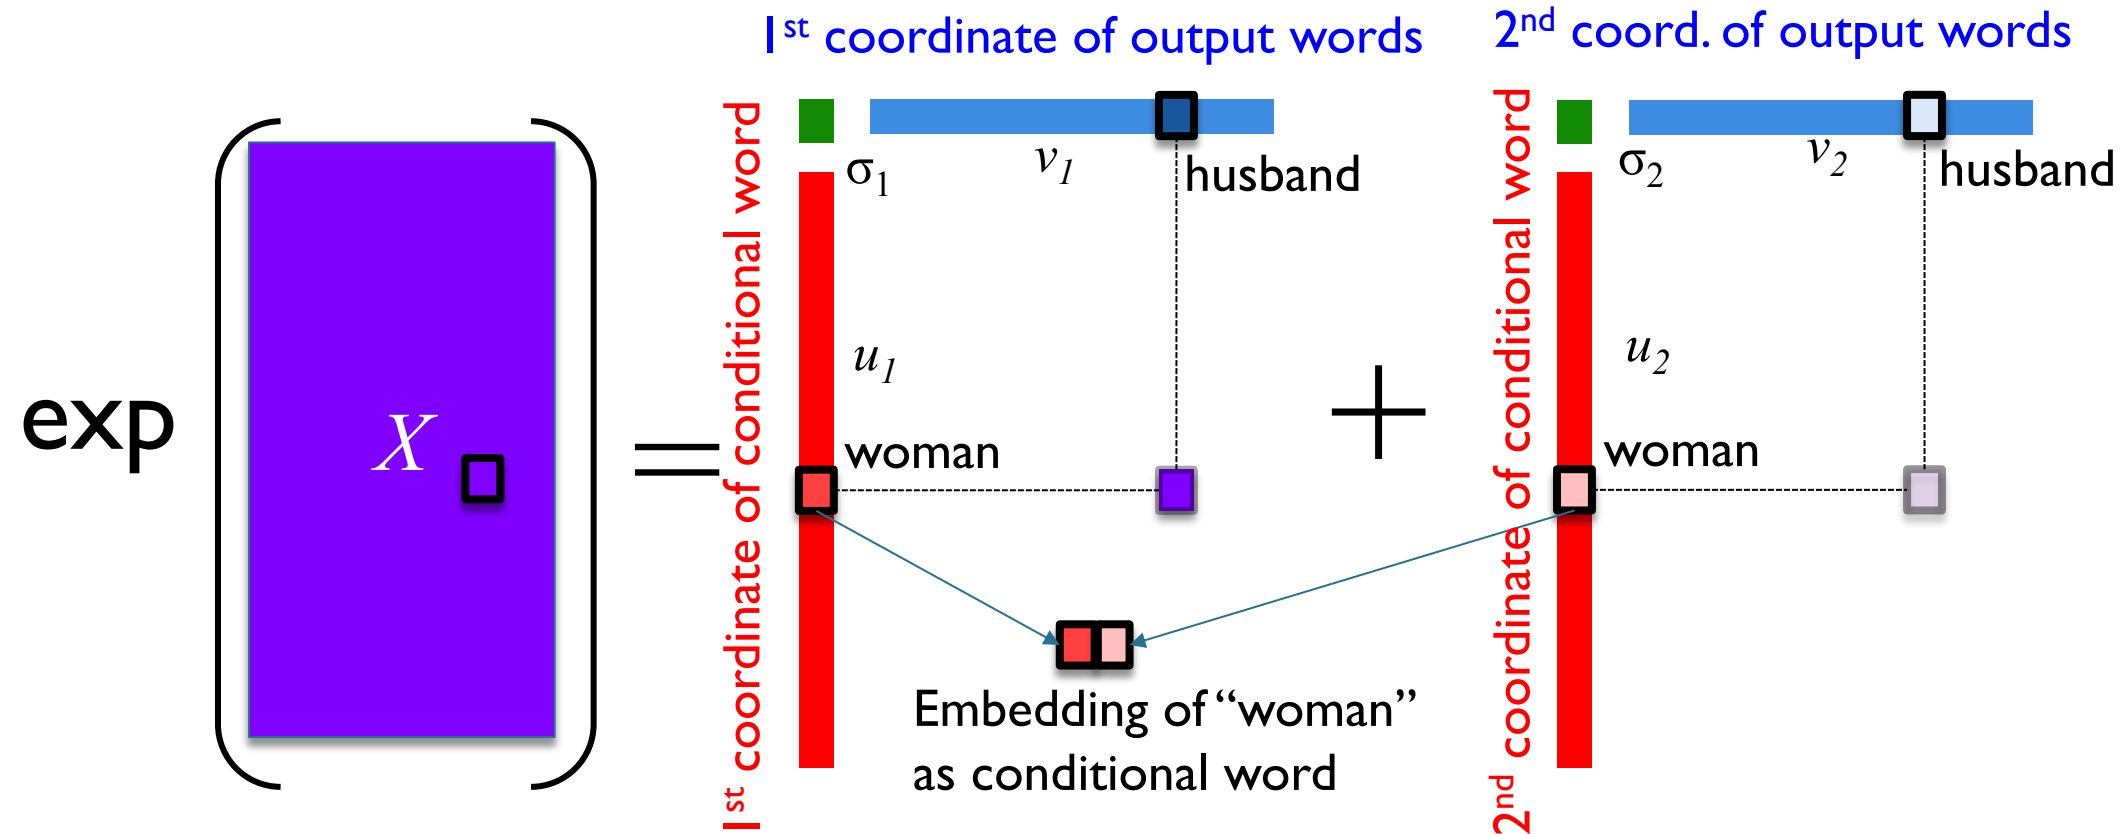 1st coordinate of output words
2nd coord. of output words
1st coordinate of conditional word
2nd coordinate of conditional word
σ1
v1
husband
σ2
v2
husband
u1
u2
exp
X
=
+
woman
woman
Embedding of “woman”
as conditional word